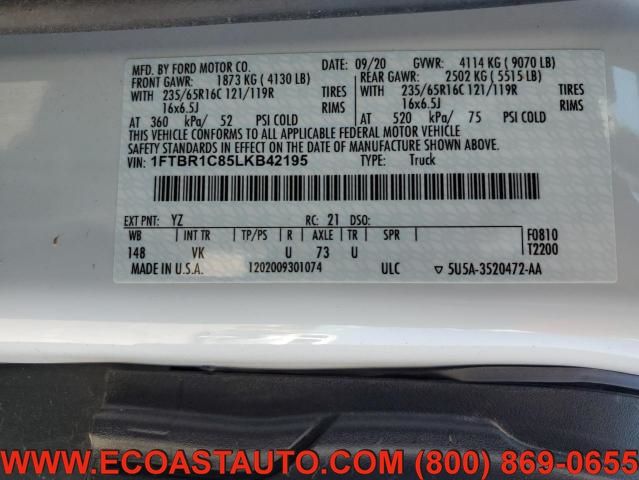 MFD. BY FORD MOTOR CO. DATE: 09/20 GVWR: 4114 KG ( 9070 LB)
FRONT GAWR: 1873 KG ( 4130 LB) REAR GAWR: 2502 KG ( 5515 LB)
WITH 235/65R16C 121/119R TIRES WITH 235/65R16C 121/119R TIRES
16x6.5J RIMS 16x6.5J RIMS
AT 360 kPa/ 52 PSI COLD AT 520 kPa/ 75 PSI COLD
THIS VEHICLE CONFORMS TO ALL APPLICABLE FEDERAL MOTOR VEHICLE
SAFETY STANDARDS IN EFFECT ON THE DATE OF MANUFACTURE SHOWN ABOVE.
VIN: 1FTBR1C85LKB42195 TYPE: Truck
EXT PNT: YZ RC: 21 DSO:
WB INT TR TP/PS R AXLE TR SPR F0810
148 VK U 73 U T2200
MADE IN U.S.A. 1202009301074 ULC ▽ 5U5A-3520472-AA
WWW.ECOASTAUTO.COM (800) 869-0655